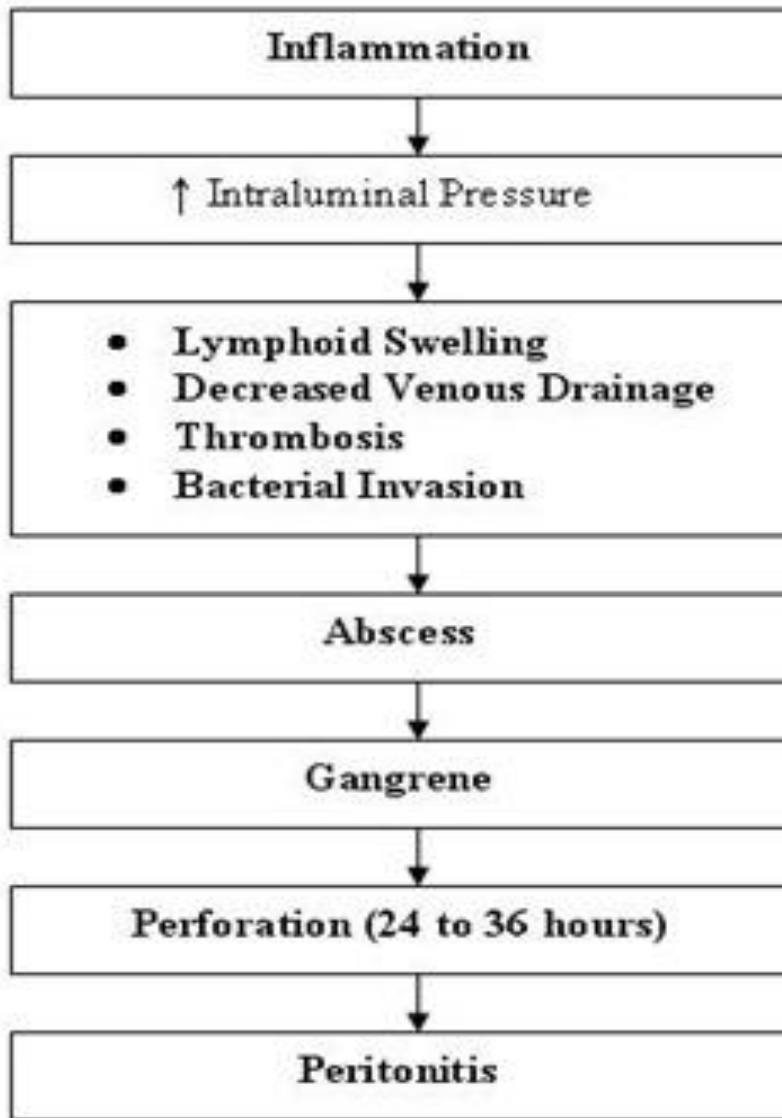 Inflammation
↑ Intraluminal Pressure
• Lymphoid Swelling
• Decreased Venous Drainage
• Thrombosis
• Bacterial Invasion
Abscess
Gangrene
Perforation (24 to 36 hours)
Peritonitis